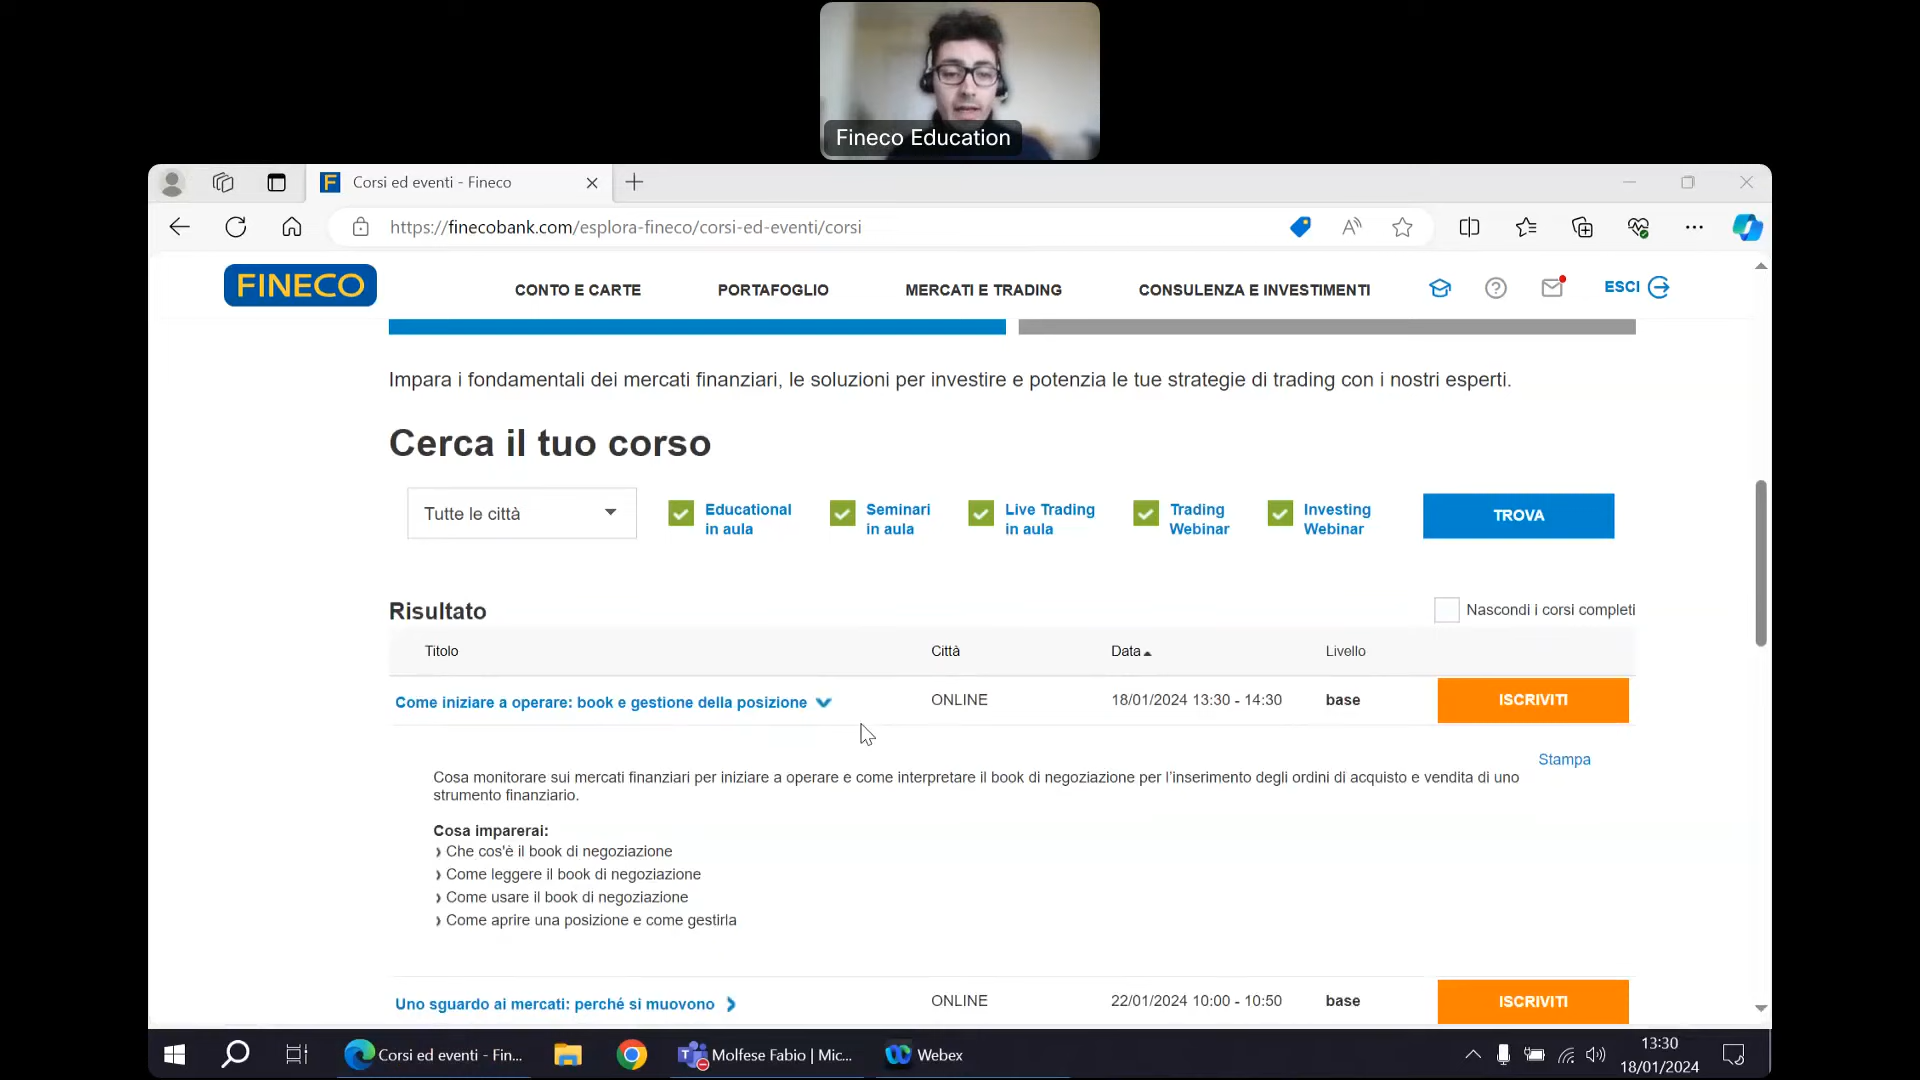 Fineco Education
Corsi ed eventi - Fineco
https://finecobank.com/esplora-fineco/corsi-ed-eventi/corsi
FINECO
CONTO E CARTE
PORTAFOGLIO
MERCATI E TRADING
CONSULENZA E INVESTIMENTI
ESCI
Impara i fondamentali dei mercati finanziari, le soluzioni per investire e potenzia le tue strategie di trading con i nostri esperti.
Cerca il tuo corso
Tutte le città
Educational
in aula
Seminari
in aula
Live Trading
in aula
Trading
Webinar
Investing
Webinar
TROVA
Risultato
Nascondi i corsi completi
Titolo
Città
Data
Livello
Come iniziare a operare: book e gestione della posizione
ONLINE
18/01/2024 13:30 - 14:30
base
ISCRIVITI
Stampa
Cosa monitorare sui mercati finanziari per iniziare a operare e come interpretare il book di negoziazione per l'inserimento degli ordini di acquisto e vendita di uno
strumento finanziario.
Cosa imparerai:
Che cos'è il book di negoziazione
Come leggere il book di negoziazione
Come usare il book di negoziazione
Come aprire una posizione e come gestirla
Uno sguardo ai mercati: perché si muovono
ONLINE
22/01/2024 10:00 - 10:50
base
ISCRIVITI
Corsi ed eventi - Fin...
Molfese Fabio | Mic...
Webex
13:30
18/01/2024